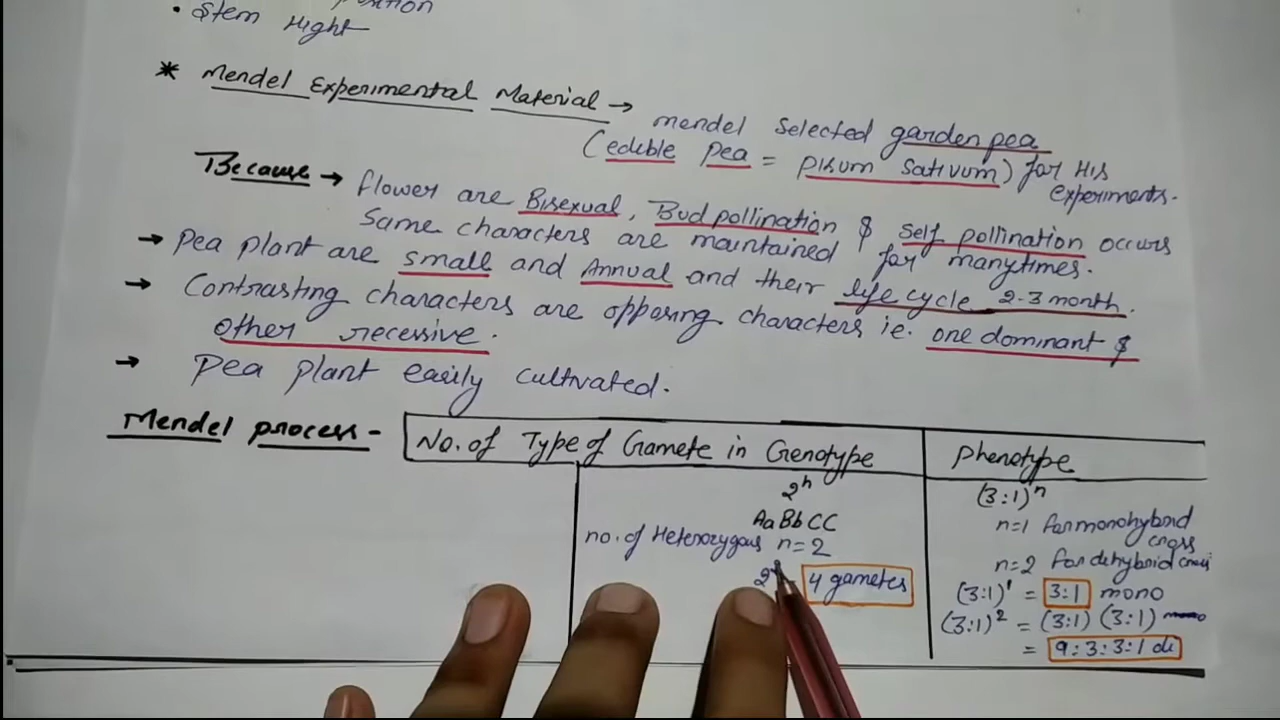 • Stem Hight
* Mendel Experimental Material →
mendel selected garden pea
(edible pea = pisum sativum) for His
experiments.
Because → flower are Bisexual, Bud pollination & self pollination occurs
Same characters are maintained for manytimes.
→ Pea plant are small and Annual and their life cycle 2-3 month.
→ Contrasting characters are opposing characters ie. one dominant &
other recessive.
→ Pea plant easily cultivated.
Mendel process-
No. of Type of Gamete in Genotype
Phenotype
2ⁿ
AaBbCC
no. of Heterozygous n=2
4 gametes
(3:1)ⁿ
n=1 for monohybrid
cross
n=2 for dehybrid cross
(3:1)¹ = 3:1 mono
(3:1)² = (3:1) (3:1)
= 9:3:3:1 di